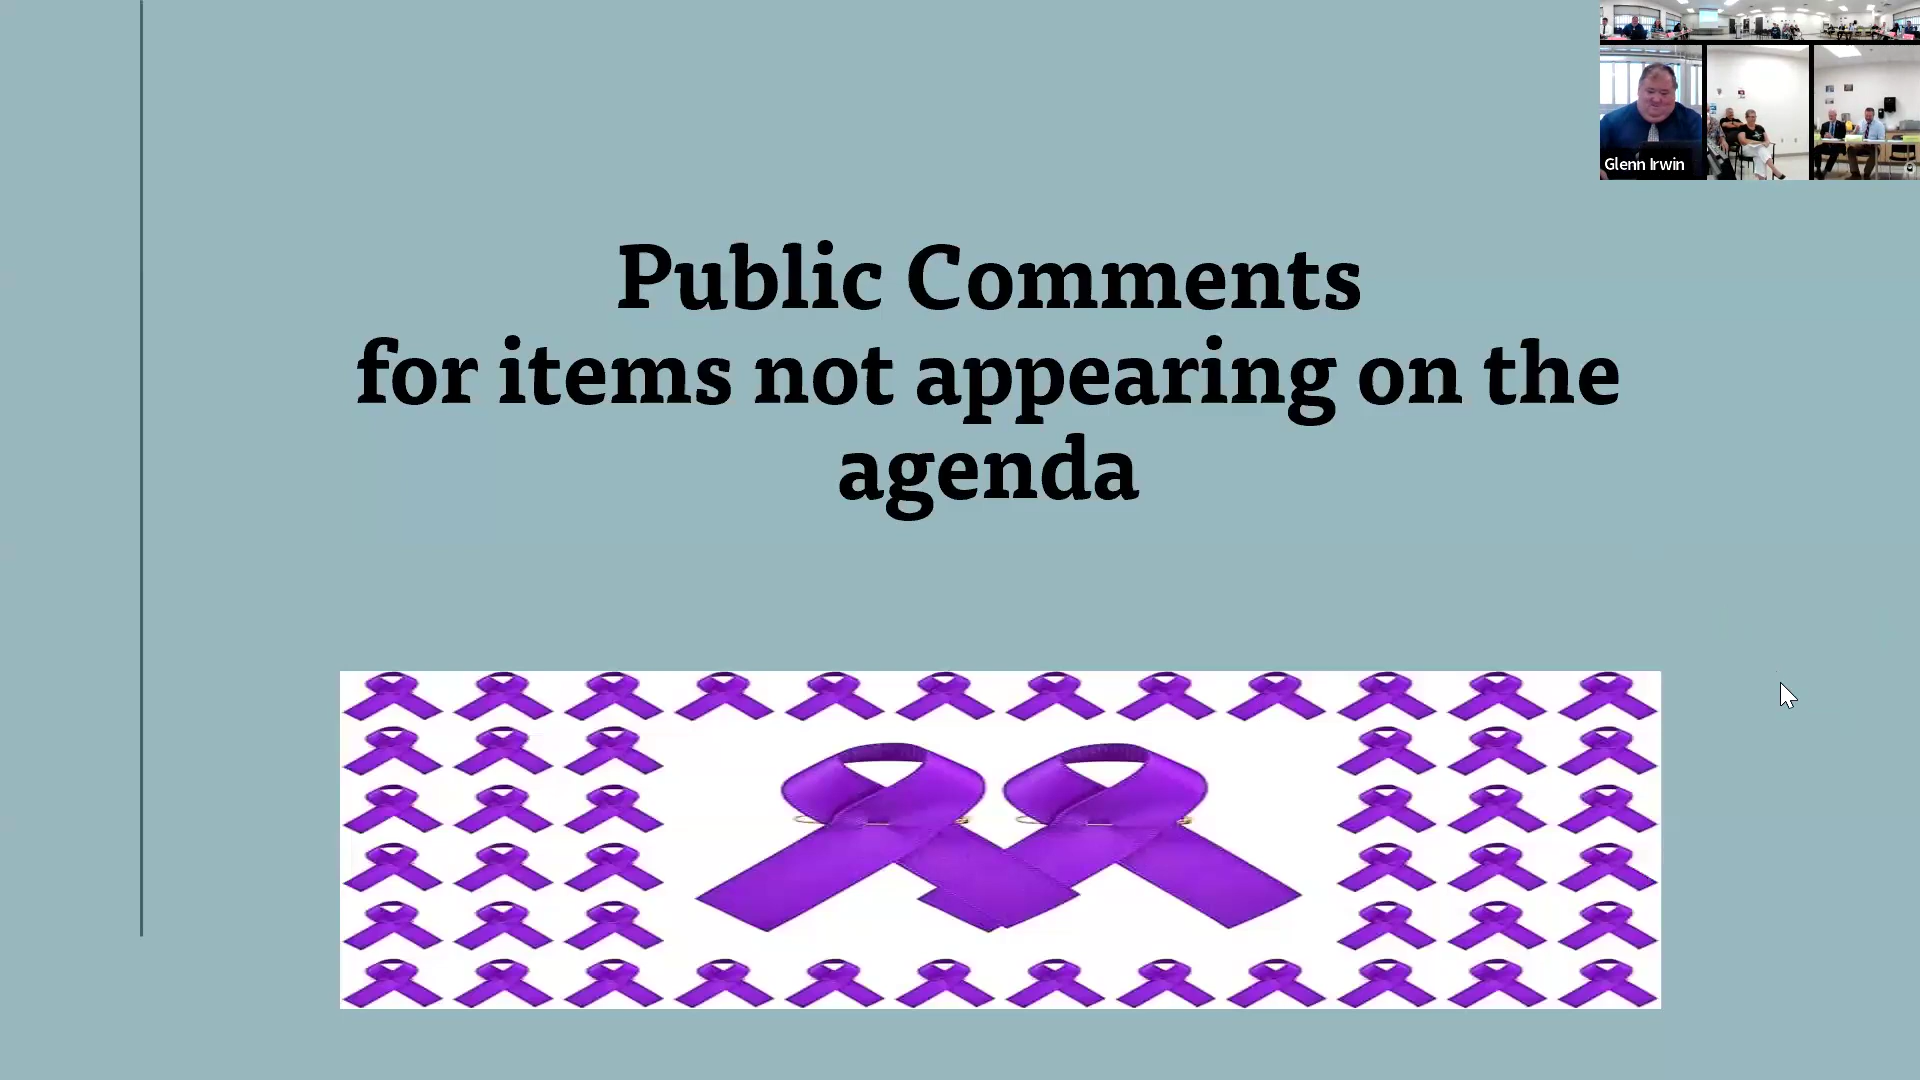 Glenn Irwin
Public Comments
for items not appearing on the
agenda